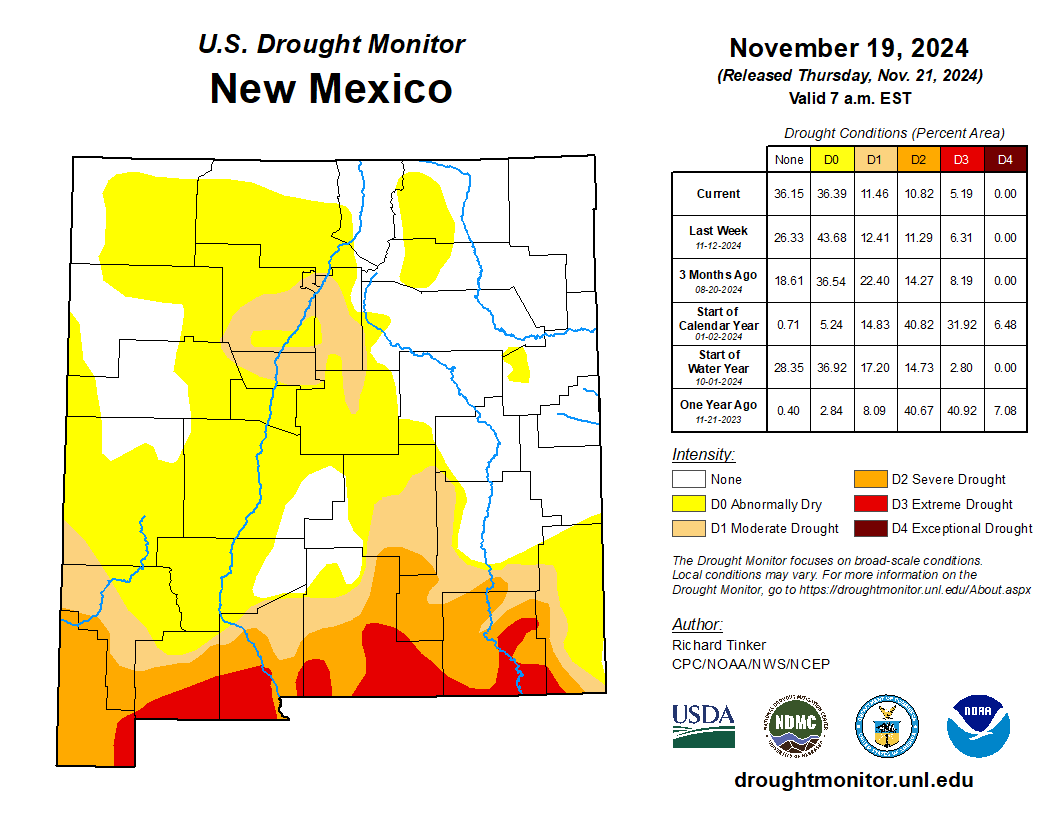 U.S. Drought Monitor
New Mexico
November 19, 2024
(Released Thursday, Nov. 21, 2024)
Valid 7 a.m. EST
Drought Conditions (Percent Area)
None D0 D1 D2 D3 D4
Current 36.15 36.39 11.46 10.82 5.19 0.00
Last Week
11-12-2024 26.33 43.68 12.41 11.29 6.31 0.00
3 Months Ago
08-20-2024 18.61 36.54 22.40 14.27 8.19 0.00
Start of
Calendar Year
01-02-2024 0.71 5.24 14.83 40.82 31.92 6.48
Start of
Water Year
10-01-2024 28.35 36.92 17.20 14.73 2.80 0.00
One Year Ago
11-21-2023 0.40 2.84 8.09 40.67 40.92 7.08
Intensity:
None
D0 Abnormally Dry
D1 Moderate Drought
D2 Severe Drought
D3 Extreme Drought
D4 Exceptional Drought
The Drought Monitor focuses on broad-scale conditions.
Local conditions may vary. For more information on the
Drought Monitor, go to https://droughtmonitor.unl.edu/About.aspx
Author:
Richard Tinker
CPC/NOAA/NWS/NCEP
USDA
NDMC
NOAA
droughtmonitor.unl.edu